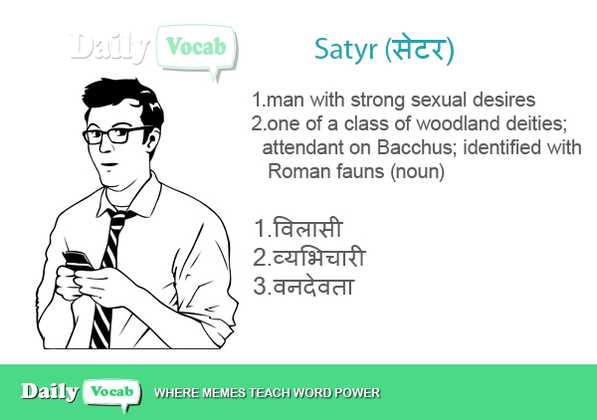 Daily Vocab
Satyr (सेटर)
1.man with strong sexual desires
2.one of a class of woodland deities;
attendant on Bacchus; identified with
Roman fauns (noun)
1.विलासी
2.व्यभिचारी
3.वनदेवता
Daily Vocab WHERE MEMES TEACH WORD POWER